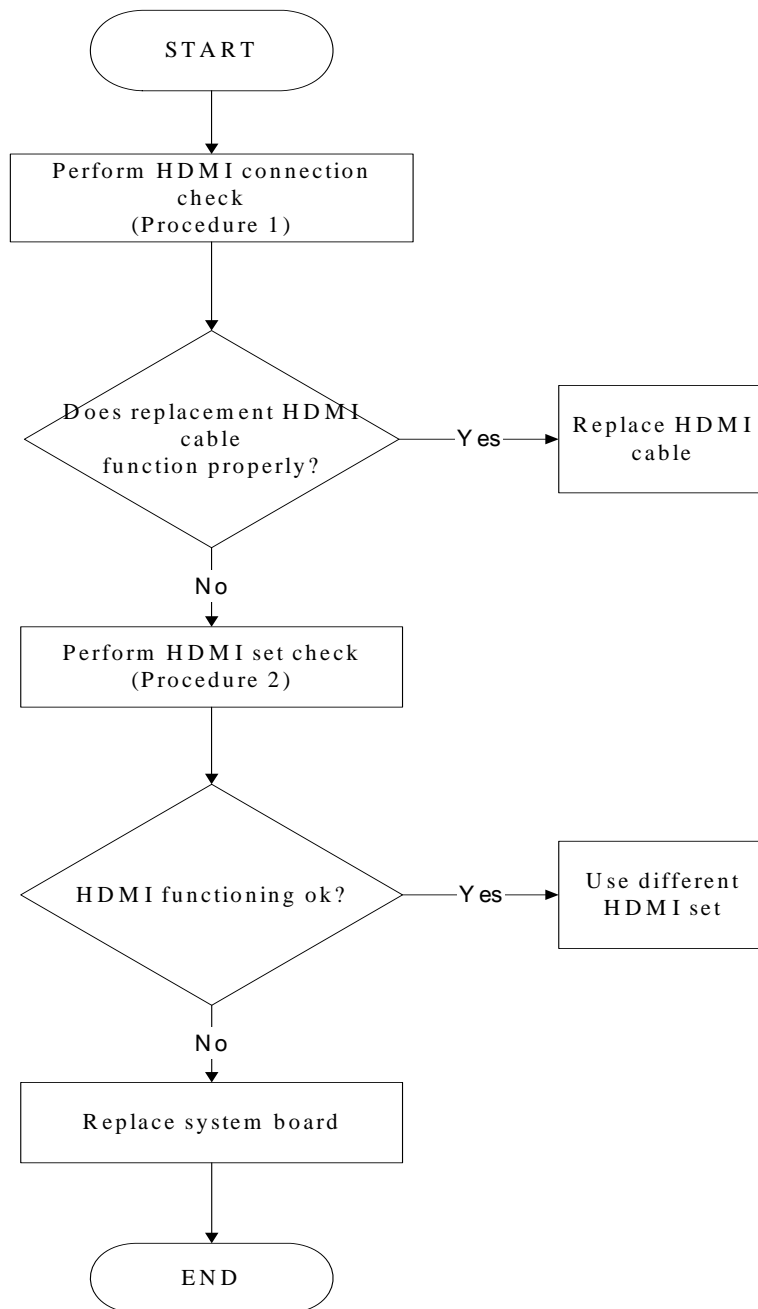 START
Perform HDMI connection
check
(Procedure 1)
Does replacement HDMI
cable
function properly?
Yes
Replace HDMI
cable
No
Perform HDMI set check
(Procedure 2)
HDMI functioning ok?
Yes
Use different
HDMI set
No
Replace system board
END